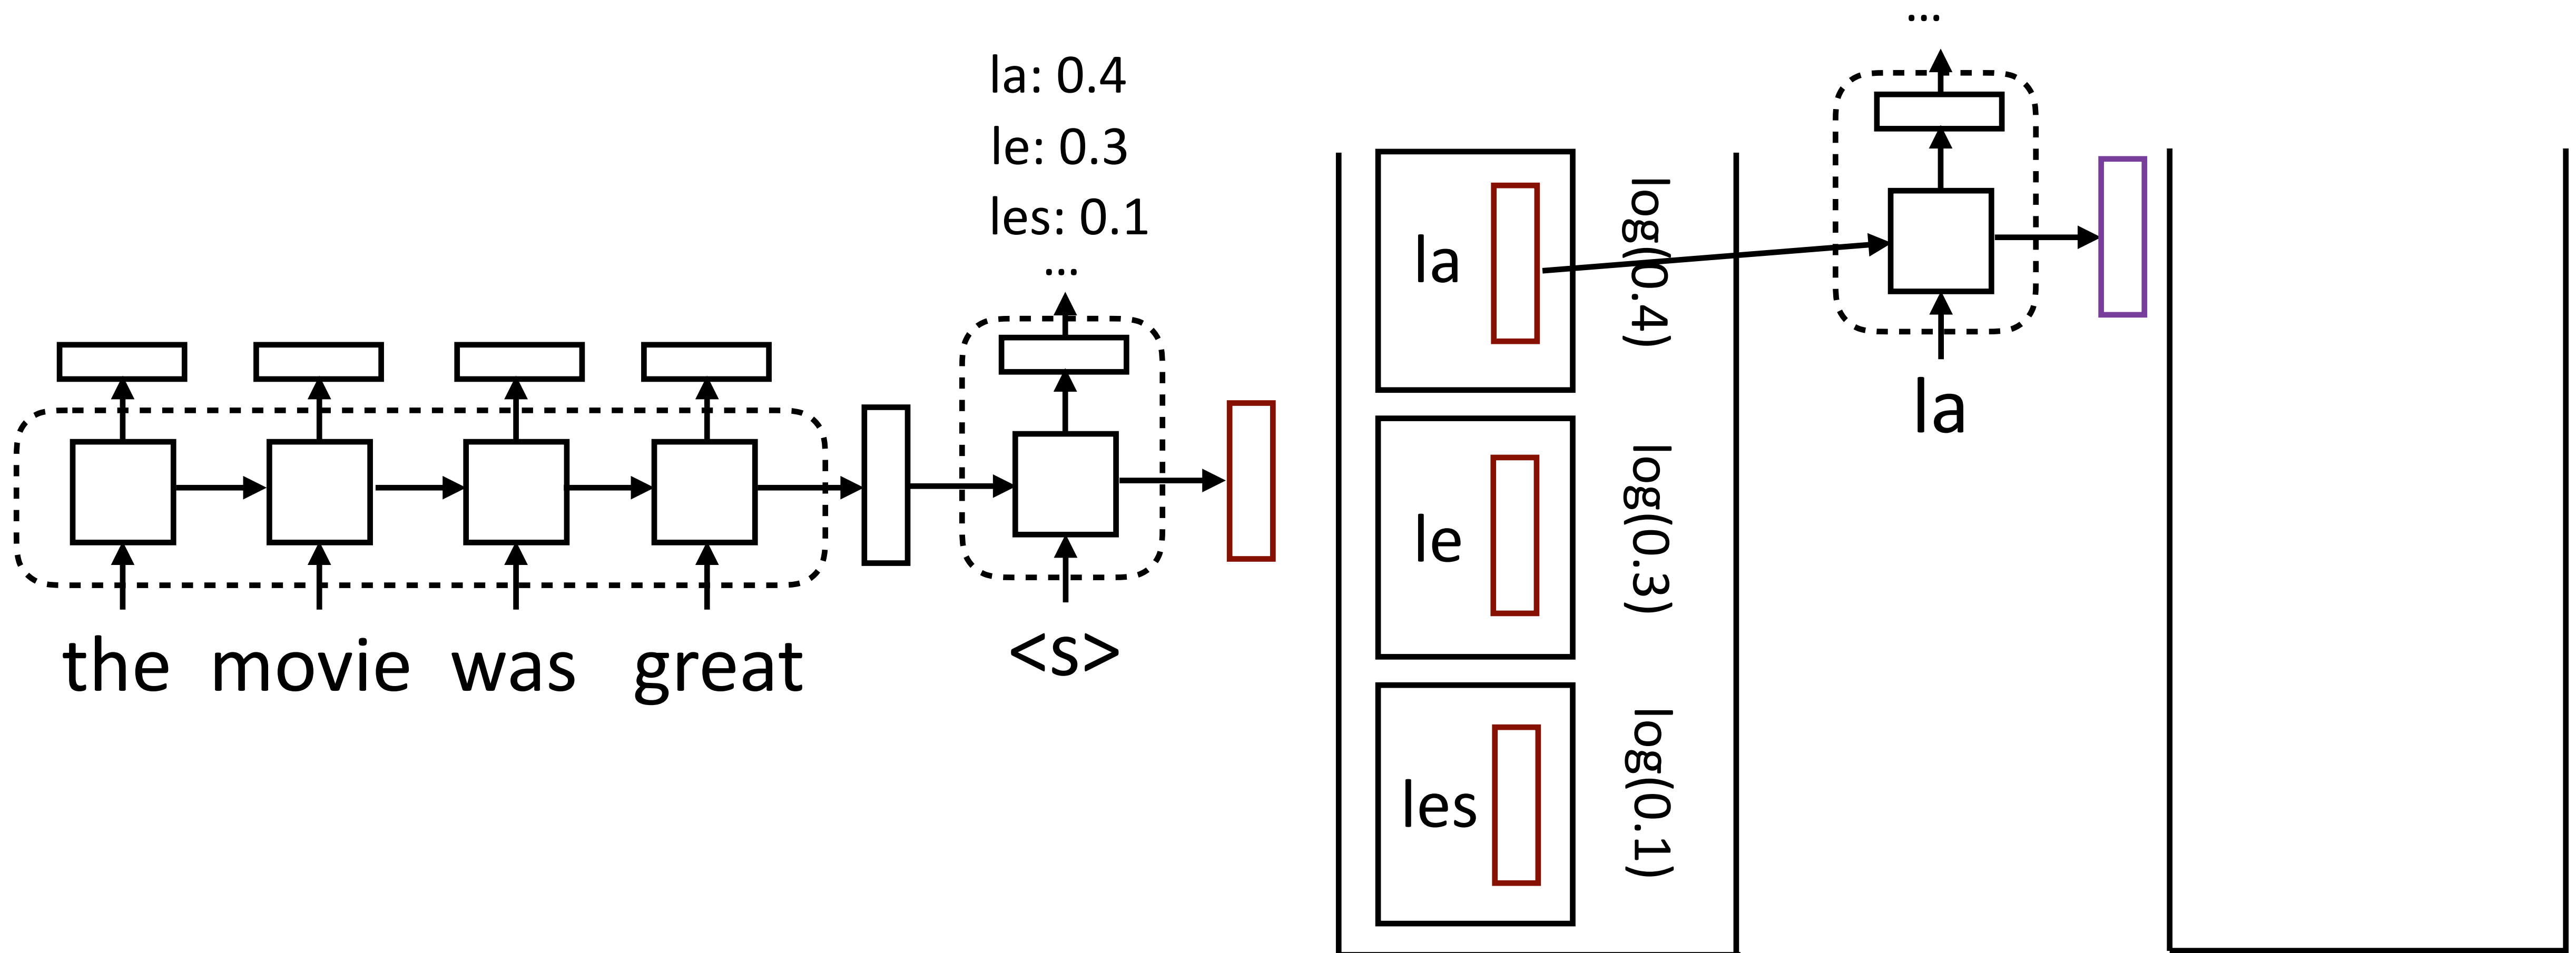 la: 0.4
le: 0.3
les: 0.1
...
the movie was great
<s>
la
log(0.4)
le
log(0.3)
les
log(0.1)
...
la